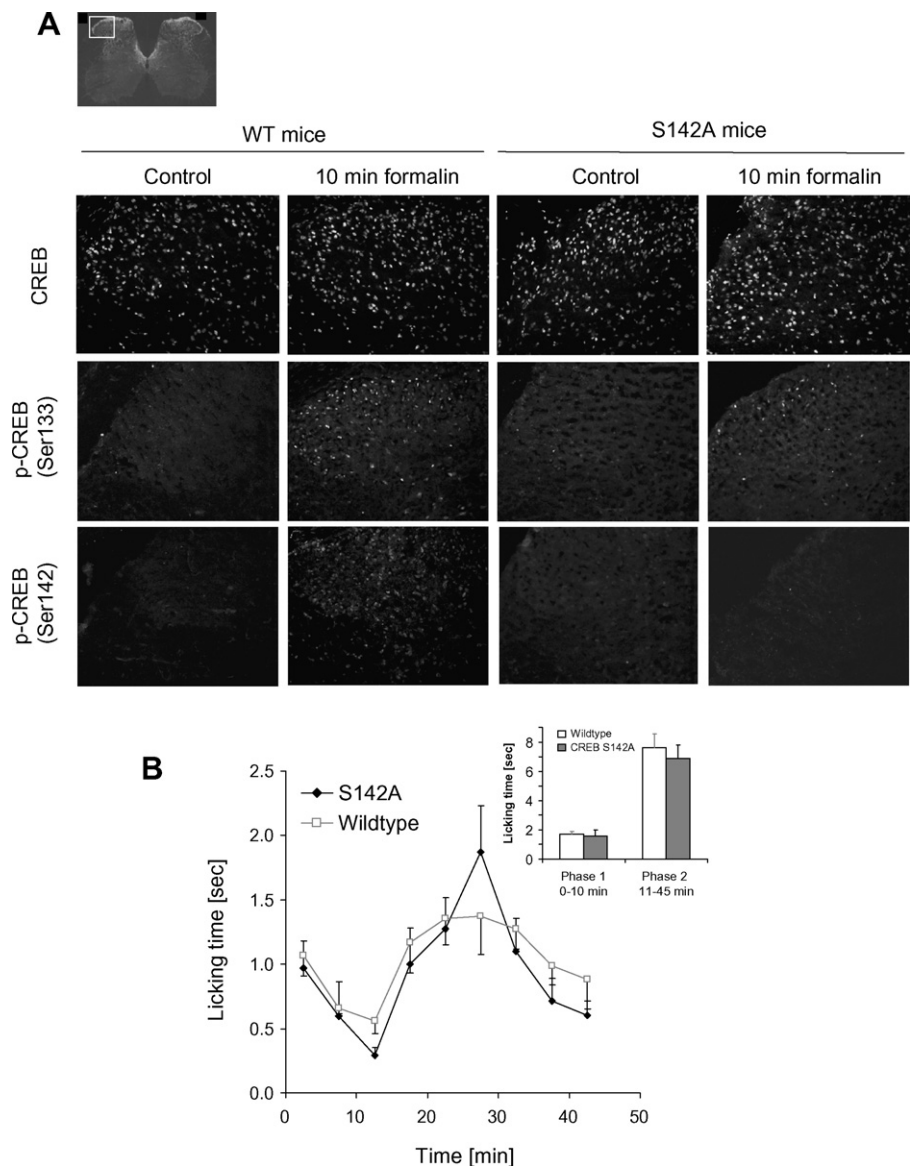 A
WT mice
S142A mice
Control
10 min formalin
Control
10 min formalin
CREB
p-CREB
(Ser133)
p-CREB
(Ser142)
B
2.5
2.0
1.5
1.0
0.5
0.0
Licking time [sec]
S142A
Wildtype
0
10
20
30
40
50
Time [min]
8
6
4
2
0
Licking time [sec]
Wildtype
CREB S142A
Phase 1
0-10 min
Phase 2
11-45 min